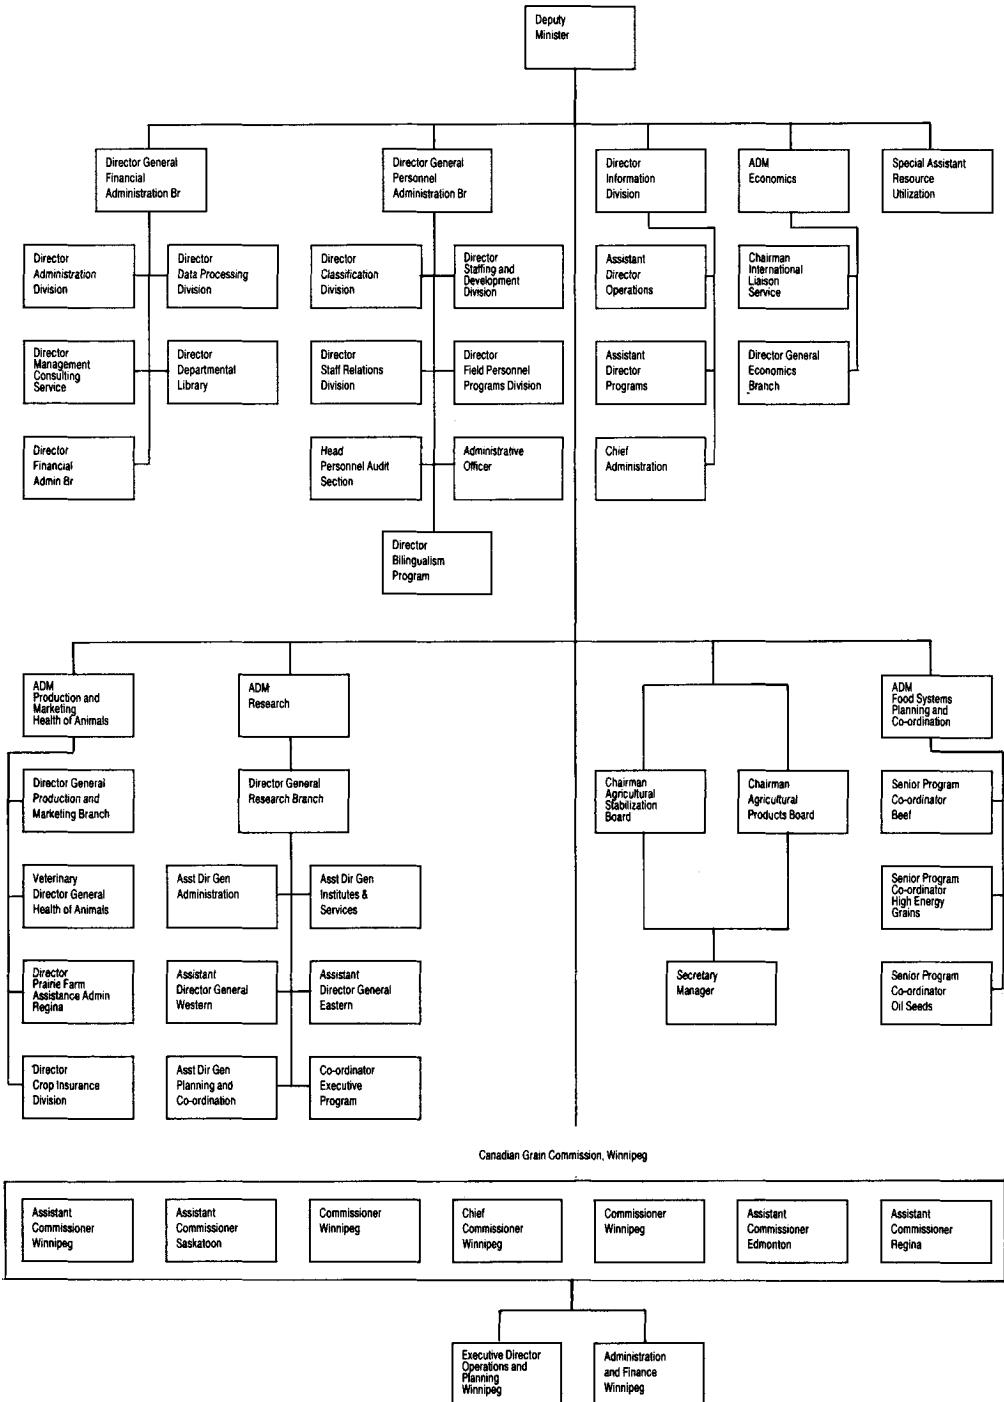 Deputy
Minister
Director General
Financial
Administration Br
Director General
Personnel
Administration Br
Director
Information
Division
ADM
Economics
Special Assistant
Resource
Utilization
Director
Administration
Division
Director
Data Processing
Division
Director
Classification
Division
Director
Staffing and
Development
Division
Assistant
Director
Operations
Chairman
International
Liaison
Service
Director
Management
Consulting
Service
Director
Departmental
Library
Director
Staff Relations
Division
Director
Field Personnel
Programs Division
Assistant
Director
Programs
Director General
Economics
Branch
Director
Financial
Admin Br
Head
Personnel Audit
Section
Administrative
Officer
Chief
Administration
Director
Bilingualism
Program
ADM
Production and
Marketing
Health of Animals
ADM
Research
ADM
Food Systems
Planning and
Co-ordination
Director General
Production and
Marketing Branch
Director General
Research Branch
Chairman
Agricultural
Stabilization
Board
Chairman
Agricultural
Products Board
Senior Program
Co-ordinator
Beef
Veterinary
Director General
Health of Animals
Asst Dir Gen
Administration
Asst Dir Gen
Institutes &
Services
Senior Program
Co-ordinator
High Energy
Grains
Director
Prairie Farm
Assistance Admin
Regina
Assistant
Director General
Western
Assistant
Director General
Eastern
Secretary
Manager
Senior Program
Co-ordinator
Oil Seeds
Director
Crop Insurance
Division
Asst Dir Gen
Planning and
Co-ordination
Co-ordinator
Executive
Program
Canadian Grain Commission, Winnipeg
Assistant
Commissioner
Winnipeg
Assistant
Commissioner
Saskatoon
Commissioner
Winnipeg
Chief
Commissioner
Winnipeg
Commissioner
Winnipeg
Assistant
Commissioner
Edmonton
Assistant
Commissioner
Regina
Executive Director
Operations and
Planning
Winnipeg
Administration
and Finance
Winnipeg